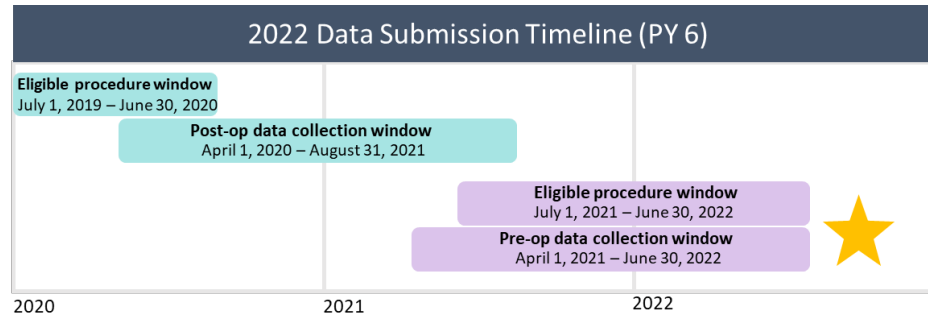 2022 Data Submission Timeline (PY 6)
Eligible procedure window
July 1, 2019 – June 30, 2020
Post-op data collection window
April 1, 2020 – August 31, 2021
Eligible procedure window
July 1, 2021 – June 30, 2022
Pre-op data collection window
April 1, 2021 – June 30, 2022
2020
2021
2022